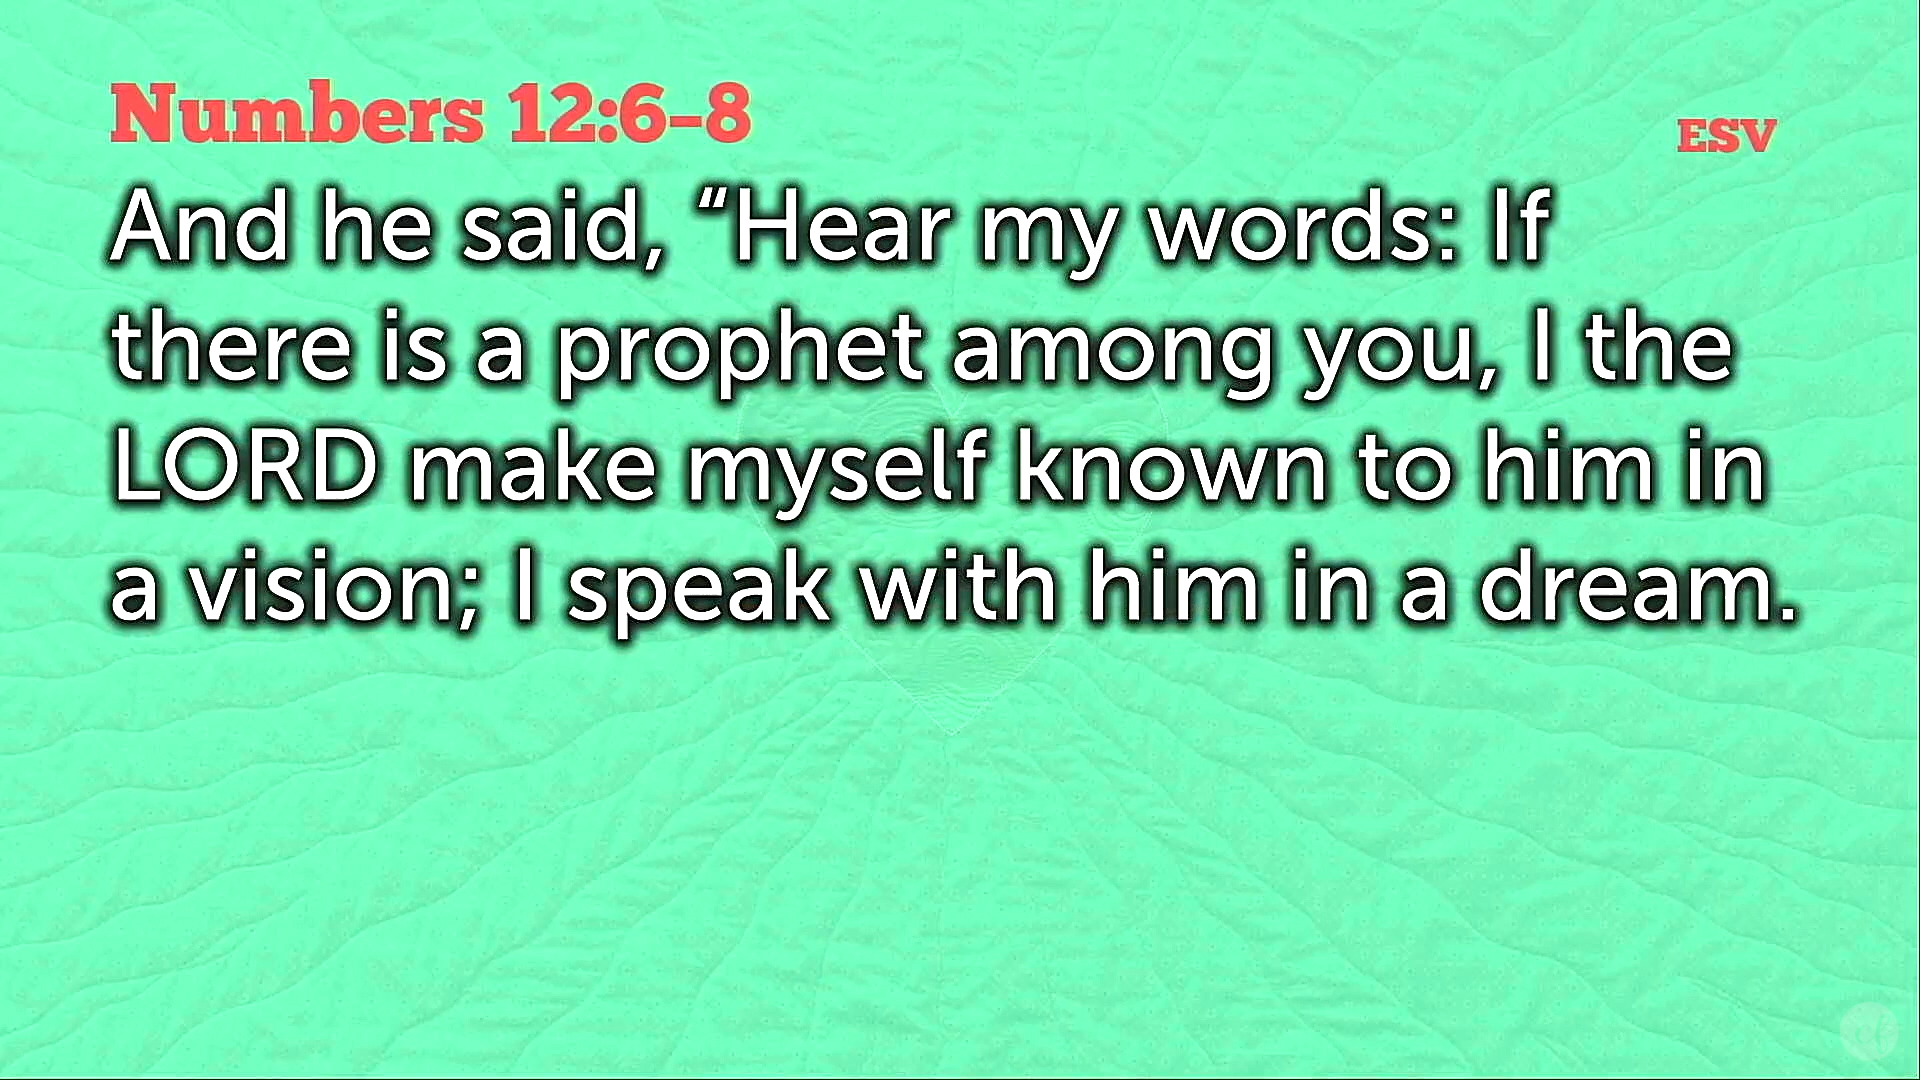 Numbers 12:6–8
ESV
And he said, “Hear my words: If
there is a prophet among you, I the
LORD make myself known to him in
a vision; I speak with him in a dream.